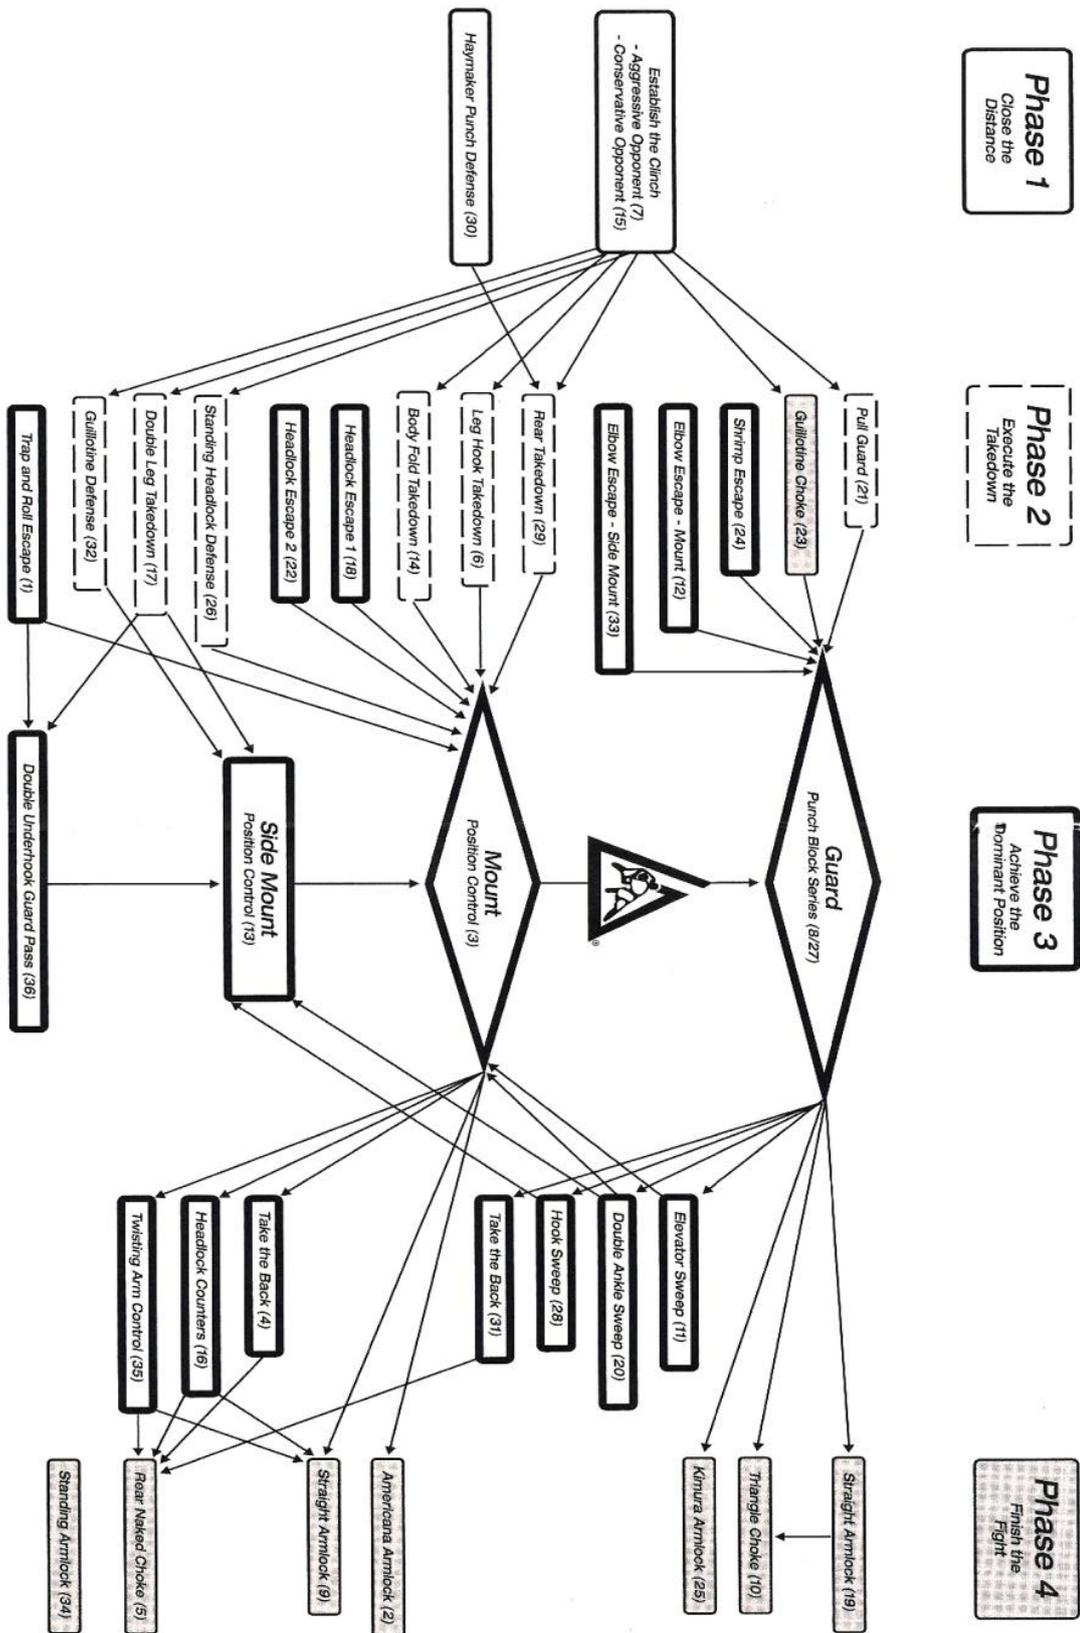 Phase 1
Close the
Distance
Phase 2
Execute the
Takedown
Phase 3
Achieve the
Dominant Position
Phase 4
Finish the
Fight
Establish the Clinch
- Aggressive Opponent (7)
- Conservative Opponent (15)
Haymaker Punch Defense (30)
Pull Guard (21)
Guillotine Choke (23)
Shrimp Escape (24)
Elbow Escape - Mount (12)
Elbow Escape - Side Mount (33)
Rear Takedown (29)
Leg Hook Takedown (6)
Body Fold Takedown (14)
Headlock Escape 1 (18)
Headlock Escape 2 (22)
Standing Headlock Defense (26)
Double Leg Takedown (17)
Guillotine Defense (32)
Trap and Roll Escape (1)
Guard
Punch Block Series (8/27)
®
Mount
Position Control (3)
Side Mount
Position Control (13)
Double Underhook Guard Pass (36)
Elevator Sweep (11)
Double Ankle Sweep (20)
Hook Sweep (28)
Take the Back (31)
Take the Back (4)
Headlock Counters (16)
Twisting Arm Control (35)
Straight Armlock (19)
Triangle Choke (10)
Kimura Armlock (25)
Americana Armlock (2)
Straight Armlock (9)
Rear Naked Choke (5)
Standing Armlock (34)